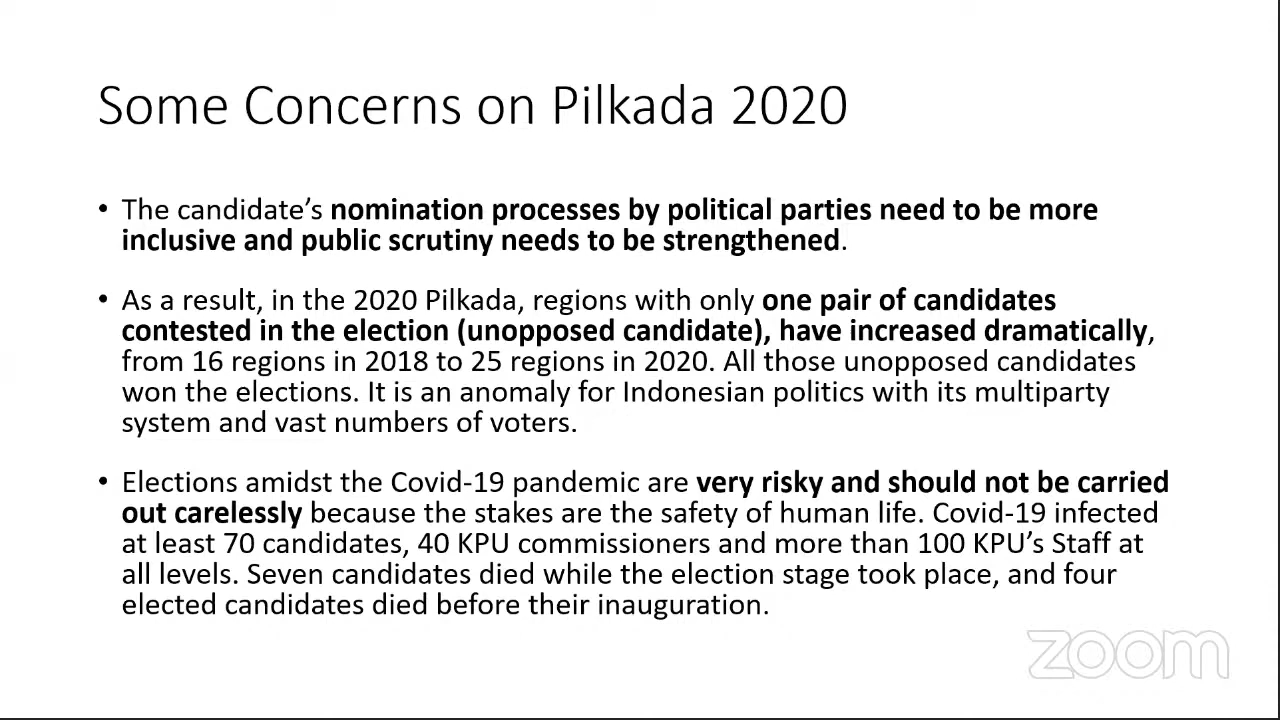 Some Concerns on Pilkada 2020
• The candidate’s nomination processes by political parties need to be more
inclusive and public scrutiny needs to be strengthened.
• As a result, in the 2020 Pilkada, regions with only one pair of candidates
contested in the election (unopposed candidate), have increased dramatically,
from 16 regions in 2018 to 25 regions in 2020. All those unopposed candidates
won the elections. It is an anomaly for Indonesian politics with its multiparty
system and vast numbers of voters.
• Elections amidst the Covid-19 pandemic are very risky and should not be carried
out carelessly because the stakes are the safety of human life. Covid-19 infected
at least 70 candidates, 40 KPU commissioners and more than 100 KPU’s Staff at
all levels. Seven candidates died while the election stage took place, and four
elected candidates died before their inauguration.
zoom